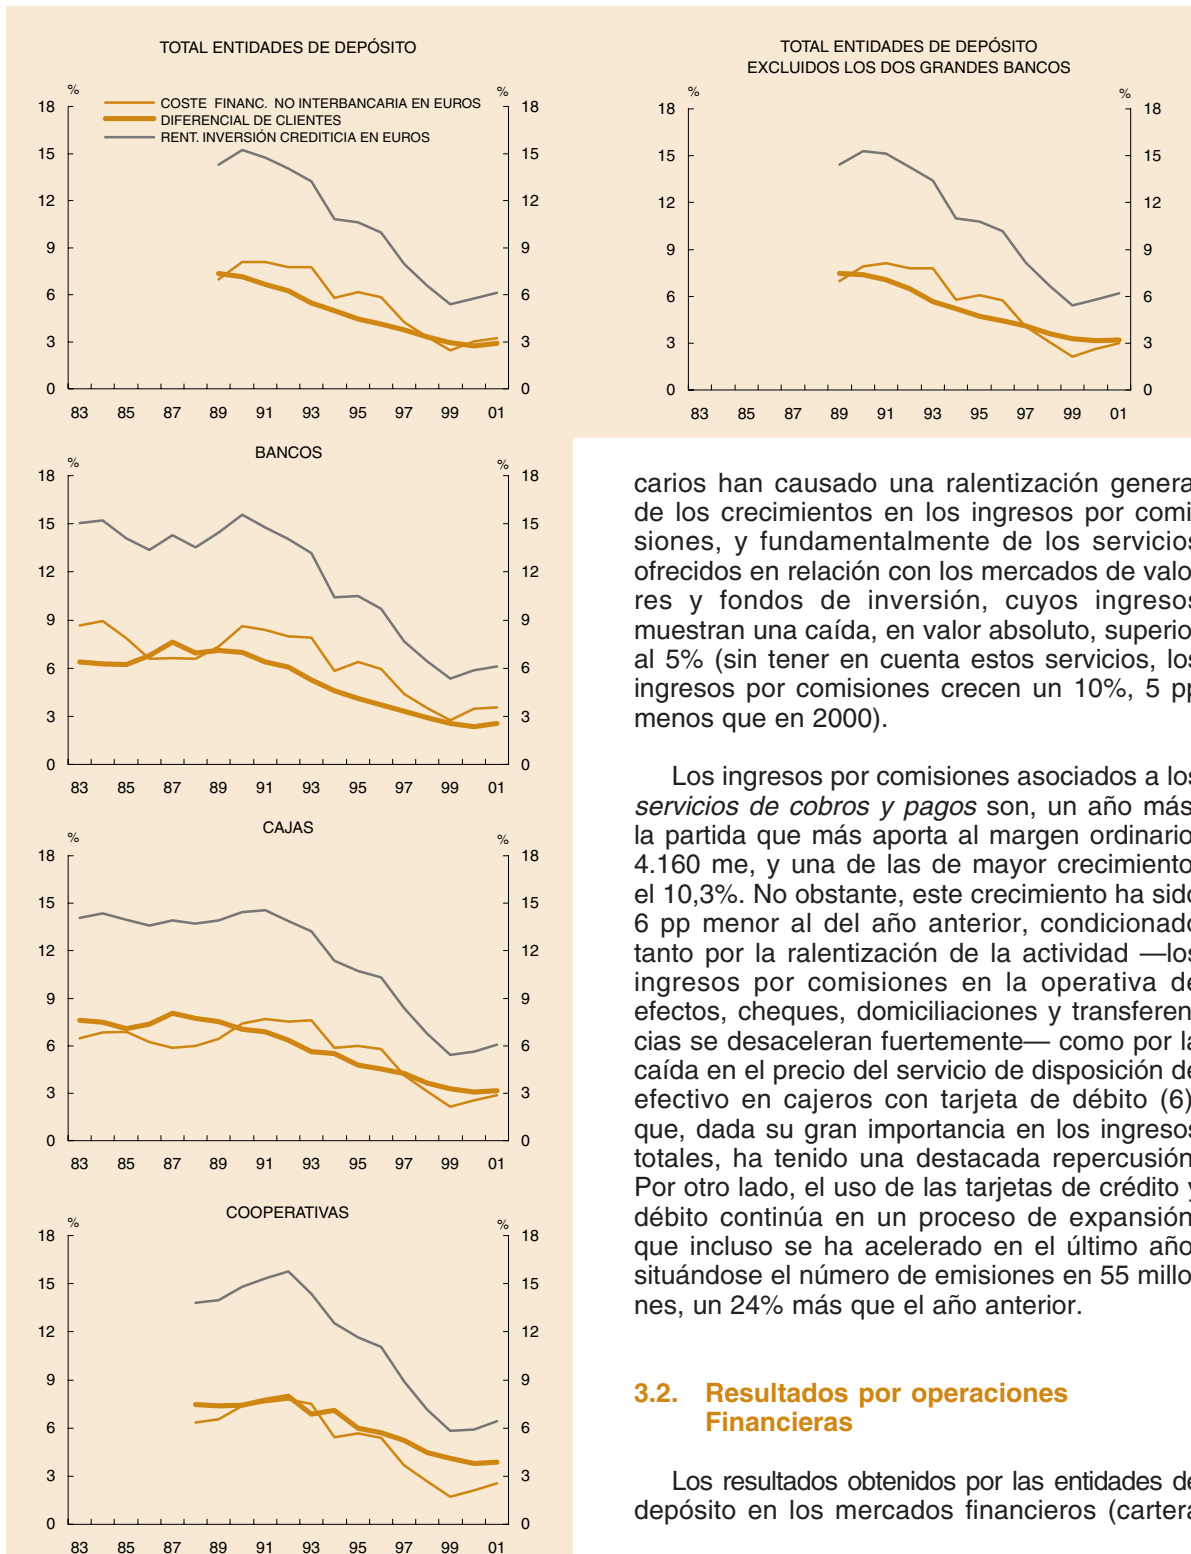 TOTAL ENTIDADES DE DEPÓSITO
% %
18 18
15 15
12 12
9 9
6 6
3 3
0 0
COSTE FINANC. NO INTERBANCARIA EN EUROS
DIFERENCIAL DE CLIENTES
RENT. INVERSIÓN CREDITICIA EN EUROS
83 85 87 89 91 93 95 97 99 01
TOTAL ENTIDADES DE DEPÓSITO
EXCLUIDOS LOS DOS GRANDES BANCOS
% %
18 18
15 15
12 12
9 9
6 6
3 3
0 0
83 85 87 89 91 93 95 97 99 01
BANCOS
% %
18 18
15 15
12 12
9 9
6 6
3 3
0 0
83 85 87 89 91 93 95 97 99 01
CAJAS
% %
18 18
15 15
12 12
9 9
6 6
3 3
0 0
83 85 87 89 91 93 95 97 99 01
COOPERATIVAS
% %
18 18
15 15
12 12
9 9
6 6
3 3
0 0
83 85 87 89 91 93 95 97 99 01
carios han causado una ralentización genera
de los crecimientos en los ingresos por comi
siones, y fundamentalmente de los servicios
ofrecidos en relación con los mercados de valo
res y fondos de inversión, cuyos ingresos
muestran una caída, en valor absoluto, superio
al 5% (sin tener en cuenta estos servicios, los
ingresos por comisiones crecen un 10%, 5 pp
menos que en 2000).
Los ingresos por comisiones asociados a los
servicios de cobros y pagos son, un año más
la partida que más aporta al margen ordinario
4.160 me, y una de las de mayor crecimiento
el 10,3%. No obstante, este crecimiento ha sido
6 pp menor al del año anterior, condicionado
tanto por la ralentización de la actividad —los
ingresos por comisiones en la operativa de
efectos, cheques, domiciliaciones y transferen
cias se desaceleran fuertemente— como por la
caída en el precio del servicio de disposición de
efectivo en cajeros con tarjeta de débito (6)
que, dada su gran importancia en los ingresos
totales, ha tenido una destacada repercusión
Por otro lado, el uso de las tarjetas de crédito y
débito continúa en un proceso de expansión
que incluso se ha acelerado en el último año
situándose el número de emisiones en 55 millo
nes, un 24% más que el año anterior.
3.2. Resultados por operaciones
Financieras
Los resultados obtenidos por las entidades de
depósito en los mercados financieros (cartera